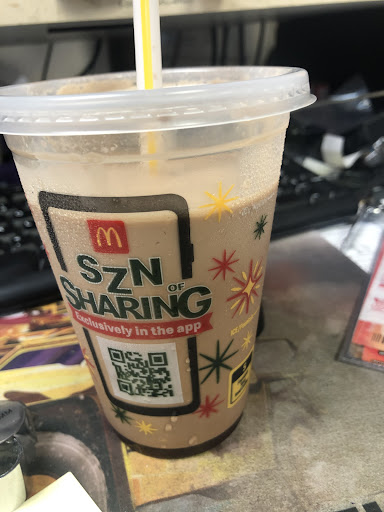 SZN
OF
SHARING
Exclusively in the app